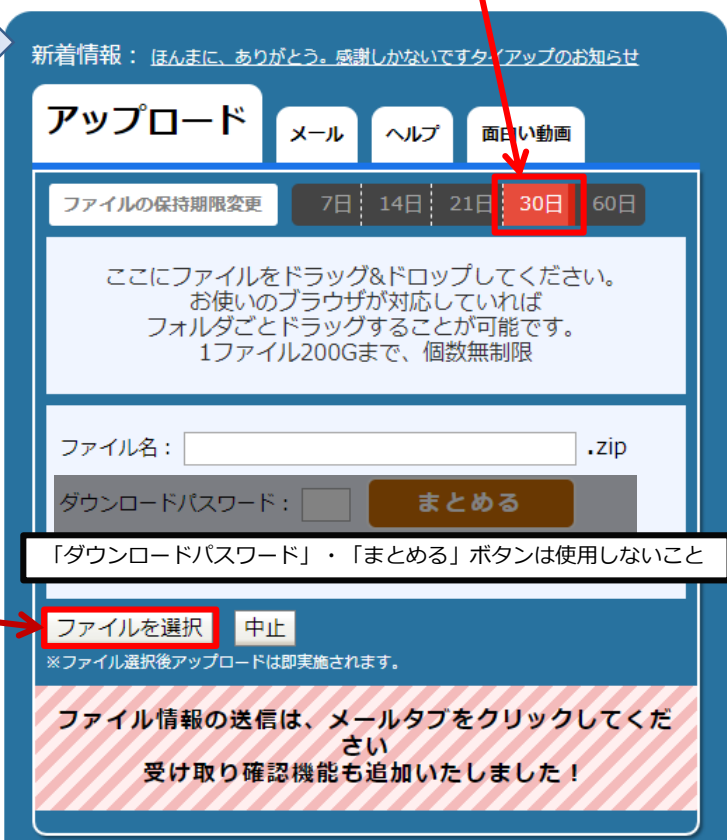 新着情報： ほんまに、ありがとう。感謝しかないですタイアップのお知らせ
アップロード メール ヘルプ 面白い動画
ファイルの保持期限変更 7日 14日 21日 30日 60日
ここにファイルをドラッグ&ドロップしてください。
お使いのブラウザが対応していれば
フォルダごとドラッグすることが可能です。
1ファイル200Gまで、個数無制限
ファイル名： .zip
ダウンロードパスワード： まとめる
「ダウンロードパスワード」・「まとめる」ボタンは使用しないこと
ファイルを選択 中止
※ファイル選択後アップロードは即実施されます。
ファイル情報の送信は、メールタブをクリックしてくだ
さい
受け取り確認機能も追加いたしました！